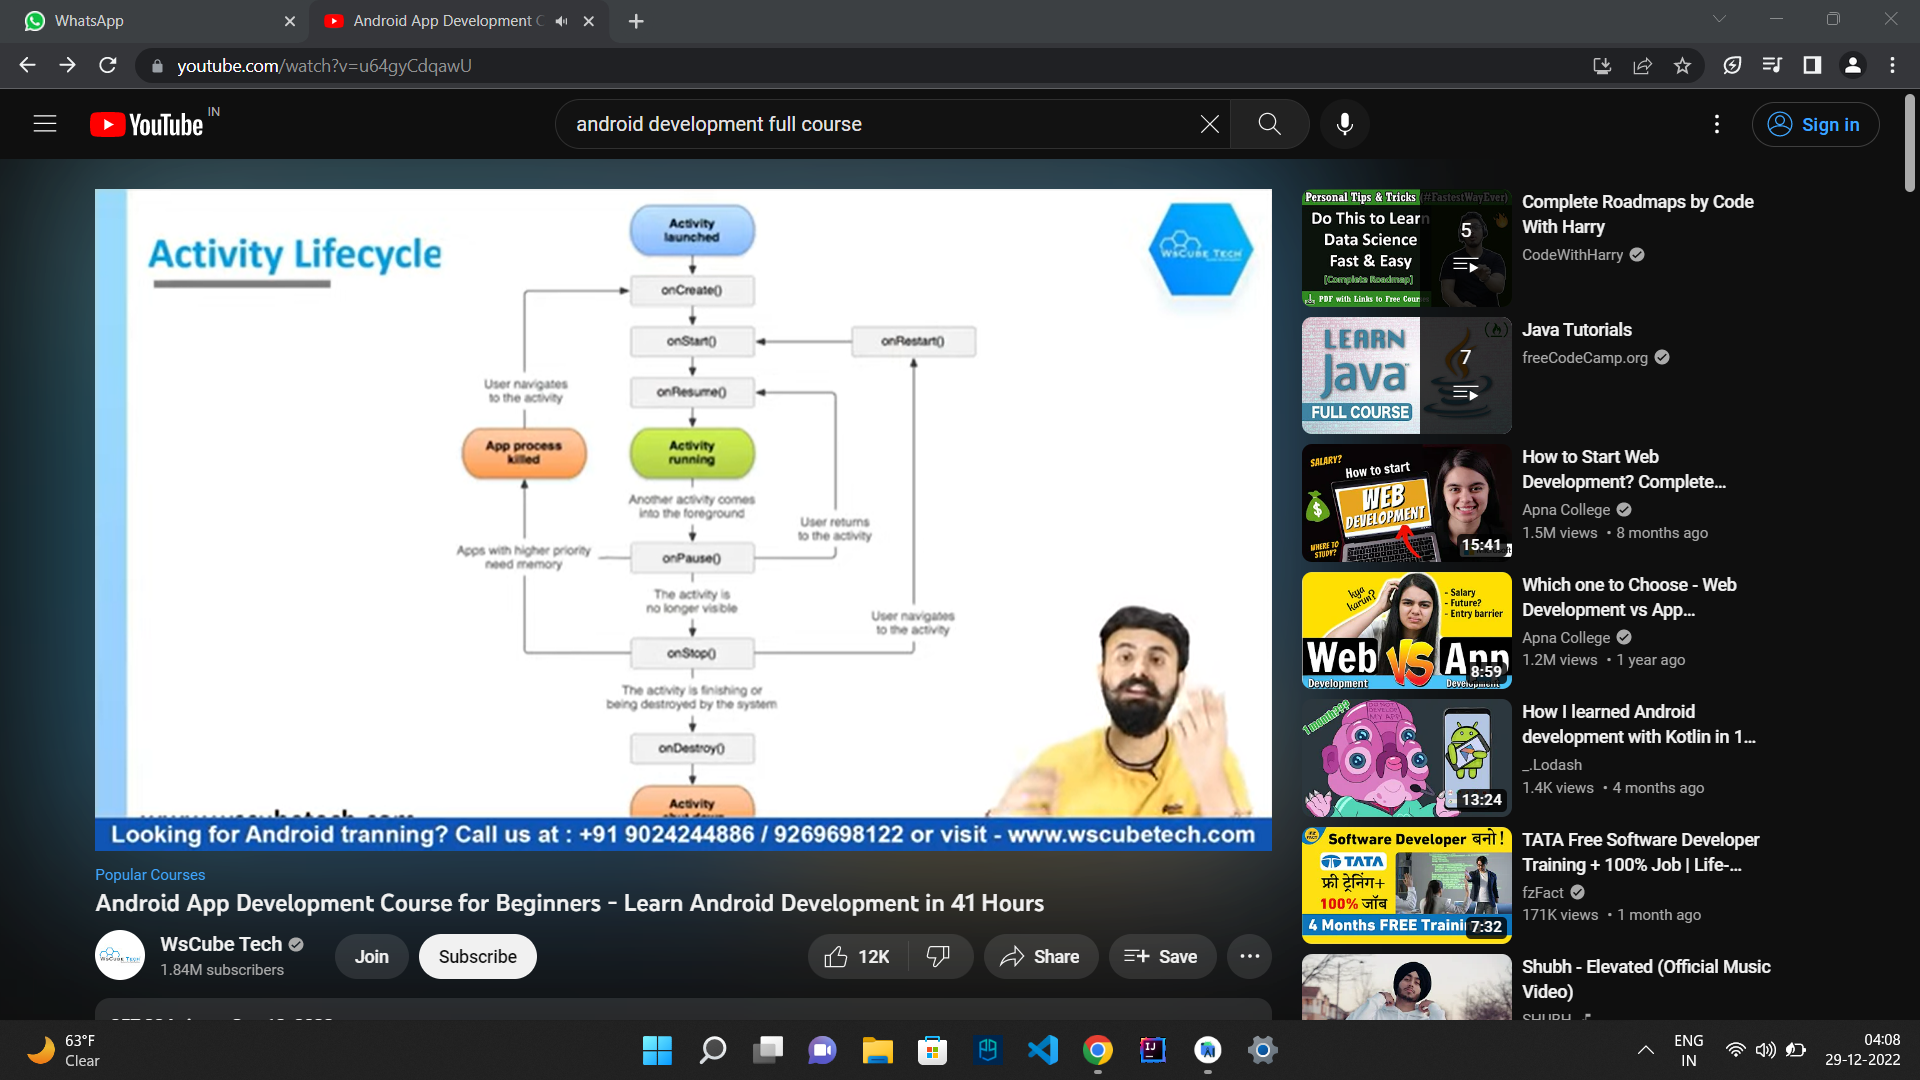 WhatsApp
Android App Development C
youtube.com/watch?v=u64gyCdqawU
YouTube IN
android development full course
Sign in
Activity Lifecycle
Activity
launched
WsCube Tech
onCreate()
onStart()
onRestart()
onResume()
User navigates
to the activity
App process
killed
Activity
running
Another activity comes
into the foreground
User returns
to the activity
Apps with higher priority
need memory
onPause()
The activity is
no longer visible
User navigates
to the activity
onStop()
The activity is finishing or
being destroyed by the system
onDestroy()
Activity
Looking for Android tranning? Call us at : +91 9024244886 / 9269698122 or visit - www.wscubetech.com
Popular Courses
Android App Development Course for Beginners - Learn Android Development in 41 Hours
WsCube Tech
1.84M subscribers
Join
Subscribe
12K
Share
Save
Personal Tips & Tricks (#FastestWayEver)
Do This to Learn
Data Science
Fast & Easy
[Complete Roadmap]
PDF with Links to Free Cour
5
Complete Roadmaps by Code
With Harry
CodeWithHarry
LEARN
Java
FULL COURSE
7
Java Tutorials
freeCodeCamp.org
SALARY?
How to start
WEB
DEVELOPMENT
WHERE TO
STUDY?
15:41
How to Start Web
Development? Complete...
Apna College
1.5M views • 8 months ago
kya
karun?
- Salary
- Future?
- Entry barrier
Web VS App
Development
8:59
Which one to Choose - Web
Development vs App...
Apna College
1.2M views • 1 year ago
1 month???
13:24
How I learned Android
development with Kotlin in 1...
_.Lodash
1.4K views • 4 months ago
Software Developer बनो!
TATA
फ्री ट्रेनिंग+
100% जॉब
4 Months FREE Traini
7:32
TATA Free Software Developer
Training + 100% Job | Life-...
fzFact
171K views • 1 month ago
Shubh - Elevated (Official Music
Video)
SHUBH
63°F
Clear
ENG
IN
04:08
29-12-2022